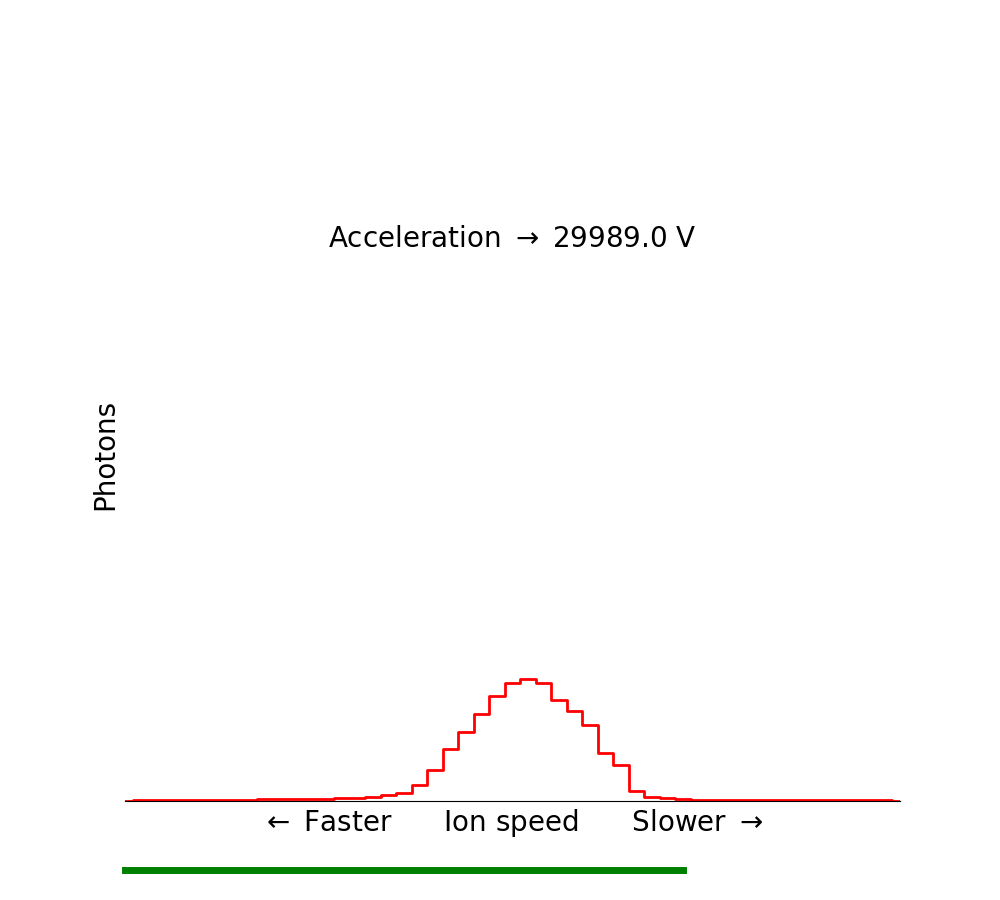 Acceleration → 29989.0 V
Photons
← Faster Ion speed Slower →